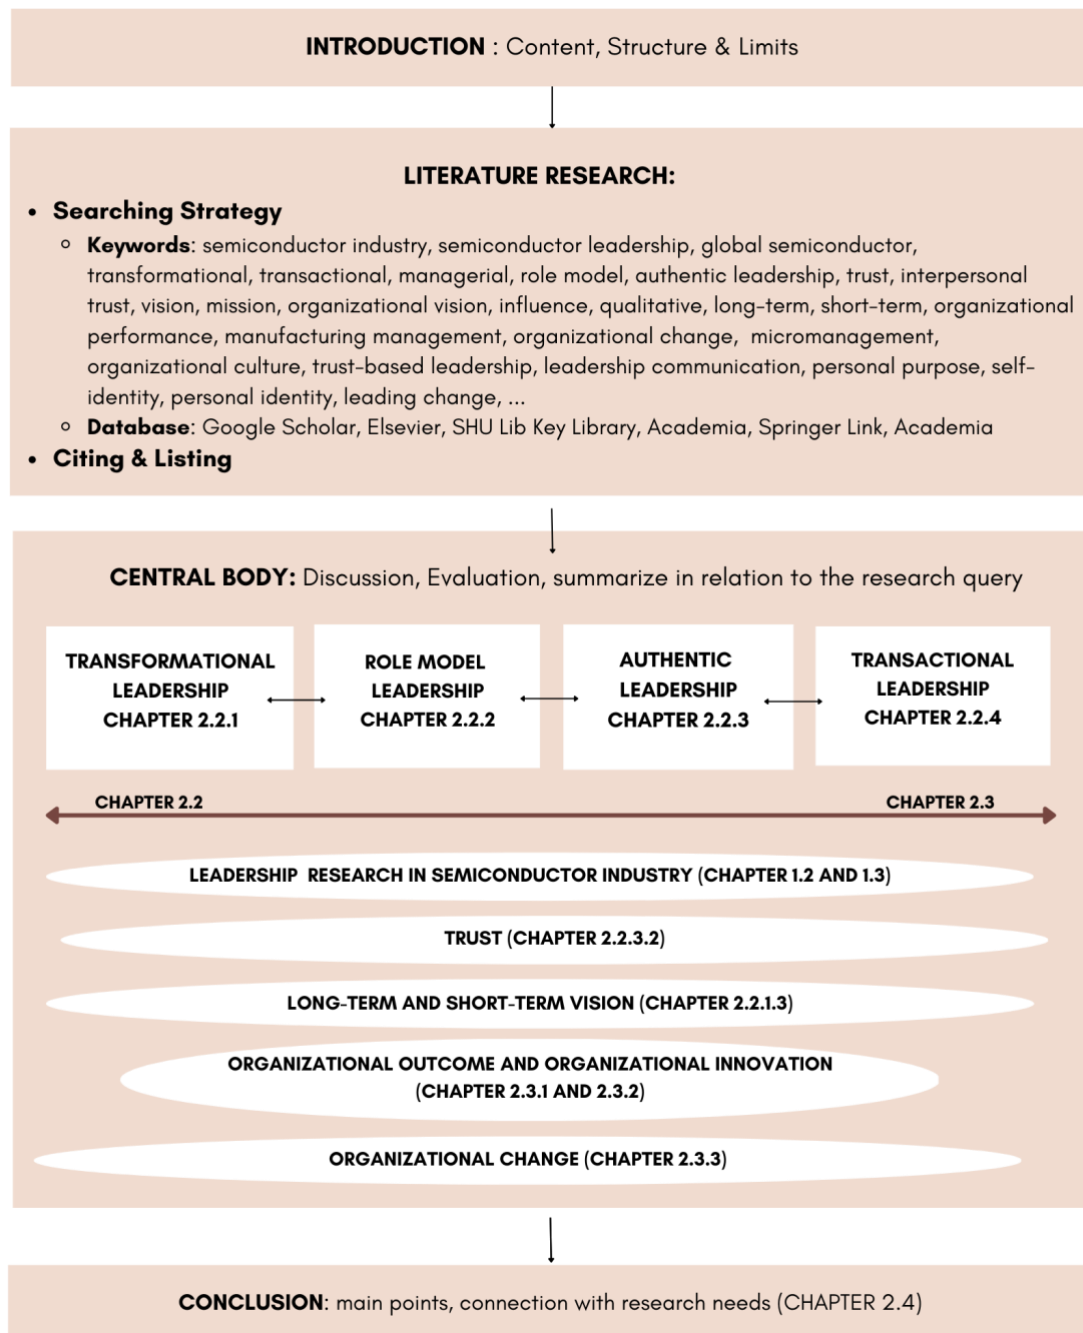 INTRODUCTION : Content, Structure & Limits
LITERATURE RESEARCH:
• Searching Strategy
○ Keywords: semiconductor industry, semiconductor leadership, global semiconductor,
transformational, transactional, managerial, role model, authentic leadership, trust, interpersonal
trust, vision, mission, organizational vision, influence, qualitative, long-term, short-term, organizational
performance, manufacturing management, organizational change, micromanagement,
organizational culture, trust-based leadership, leadership communication, personal purpose, self-
identity, personal identity, leading change, ...
○ Database: Google Scholar, Elsevier, SHU Lib Key Library, Academia, Springer Link, Academia
• Citing & Listing
CENTRAL BODY: Discussion, Evaluation, summarize in relation to the research query
TRANSFORMATIONAL
LEADERSHIP
CHAPTER 2.2.1
ROLE MODEL
LEADERSHIP
CHAPTER 2.2.2
AUTHENTIC
LEADERSHIP
CHAPTER 2.2.3
TRANSACTIONAL
LEADERSHIP
CHAPTER 2.2.4
CHAPTER 2.2
CHAPTER 2.3
LEADERSHIP RESEARCH IN SEMICONDUCTOR INDUSTRY (CHAPTER 1.2 AND 1.3)
TRUST (CHAPTER 2.2.3.2)
LONG-TERM AND SHORT-TERM VISION (CHAPTER 2.2.1.3)
ORGANIZATIONAL OUTCOME AND ORGANIZATIONAL INNOVATION
(CHAPTER 2.3.1 AND 2.3.2)
ORGANIZATIONAL CHANGE (CHAPTER 2.3.3)
CONCLUSION: main points, connection with research needs (CHAPTER 2.4)